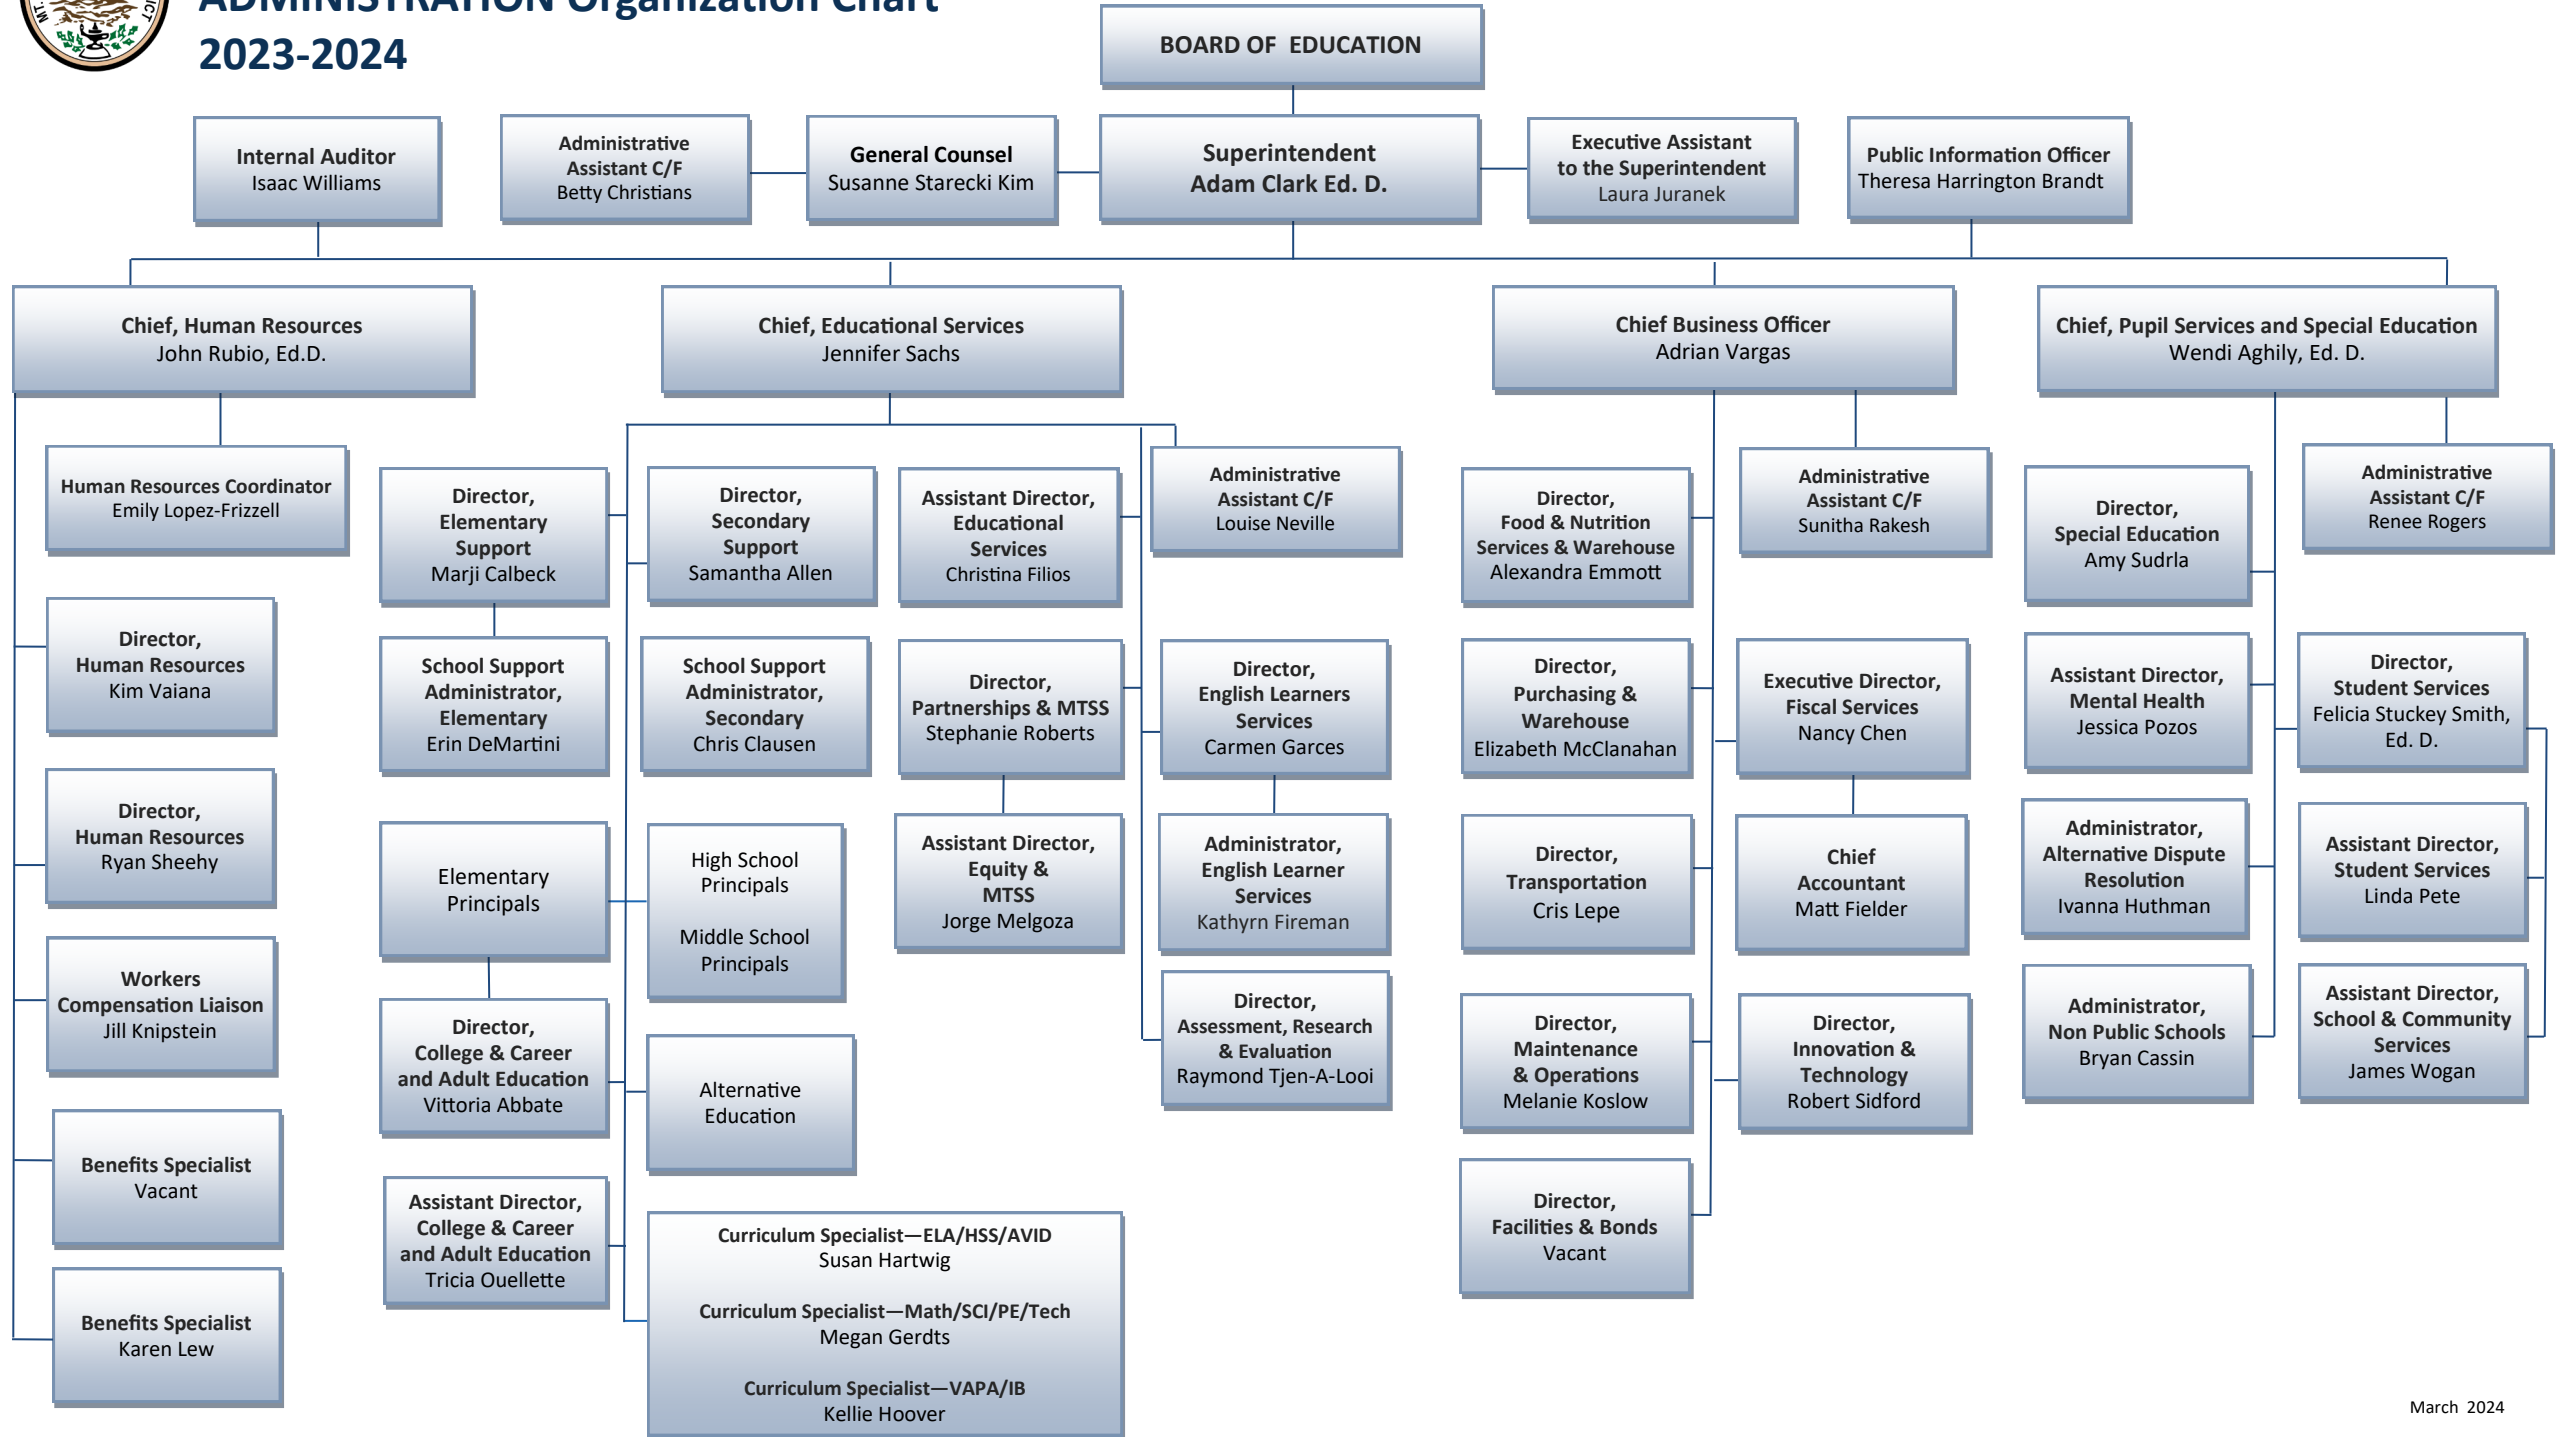 ADMINISTRATION Organization Chart
2023-2024
MT.
ICT
BOARD OF EDUCATION
Internal Auditor
Isaac Williams
Administrative
Assistant C/F
Betty Christians
General Counsel
Susanne Starecki Kim
Superintendent
Adam Clark Ed. D.
Executive Assistant
to the Superintendent
Laura Juranek
Public Information Officer
Theresa Harrington Brandt
Chief, Human Resources
John Rubio, Ed.D.
Chief, Educational Services
Jennifer Sachs
Chief Business Officer
Adrian Vargas
Chief, Pupil Services and Special Education
Wendi Aghily, Ed. D.
Human Resources Coordinator
Emily Lopez-Frizzell
Director,
Human Resources
Kim Vaiana
Director,
Human Resources
Ryan Sheehy
Workers
Compensation Liaison
Jill Knipstein
Benefits Specialist
Vacant
Benefits Specialist
Karen Lew
Director,
Elementary
Support
Marji Calbeck
School Support
Administrator,
Elementary
Erin DeMartini
Elementary
Principals
Director,
College & Career
and Adult Education
Vittoria Abbate
Assistant Director,
College & Career
and Adult Education
Tricia Ouellette
Director,
Secondary
Support
Samantha Allen
School Support
Administrator,
Secondary
Chris Clausen
High School
Principals
Middle School
Principals
Alternative
Education
Curriculum Specialist—ELA/HSS/AVID
Susan Hartwig
Curriculum Specialist—Math/SCI/PE/Tech
Megan Gerdts
Curriculum Specialist—VAPA/IB
Kellie Hoover
Assistant Director,
Educational
Services
Christina Filios
Director,
Partnerships & MTSS
Stephanie Roberts
Assistant Director,
Equity &
MTSS
Jorge Melgoza
Administrative
Assistant C/F
Louise Neville
Director,
English Learners
Services
Carmen Garces
Administrator,
English Learner
Services
Kathyrn Fireman
Director,
Assessment, Research
& Evaluation
Raymond Tjen-A-Looi
Director,
Food & Nutrition
Services & Warehouse
Alexandra Emmott
Director,
Purchasing &
Warehouse
Elizabeth McClanahan
Director,
Transportation
Cris Lepe
Director,
Maintenance
& Operations
Melanie Koslow
Director,
Facilities & Bonds
Vacant
Administrative
Assistant C/F
Sunitha Rakesh
Executive Director,
Fiscal Services
Nancy Chen
Chief
Accountant
Matt Fielder
Director,
Innovation &
Technology
Robert Sidford
Director,
Special Education
Amy Sudrla
Assistant Director,
Mental Health
Jessica Pozos
Administrator,
Alternative Dispute
Resolution
Ivanna Huthman
Administrator,
Non Public Schools
Bryan Cassin
Administrative
Assistant C/F
Renee Rogers
Director,
Student Services
Felicia Stuckey Smith,
Ed. D.
Assistant Director,
Student Services
Linda Pete
Assistant Director,
School & Community
Services
James Wogan
March 2024